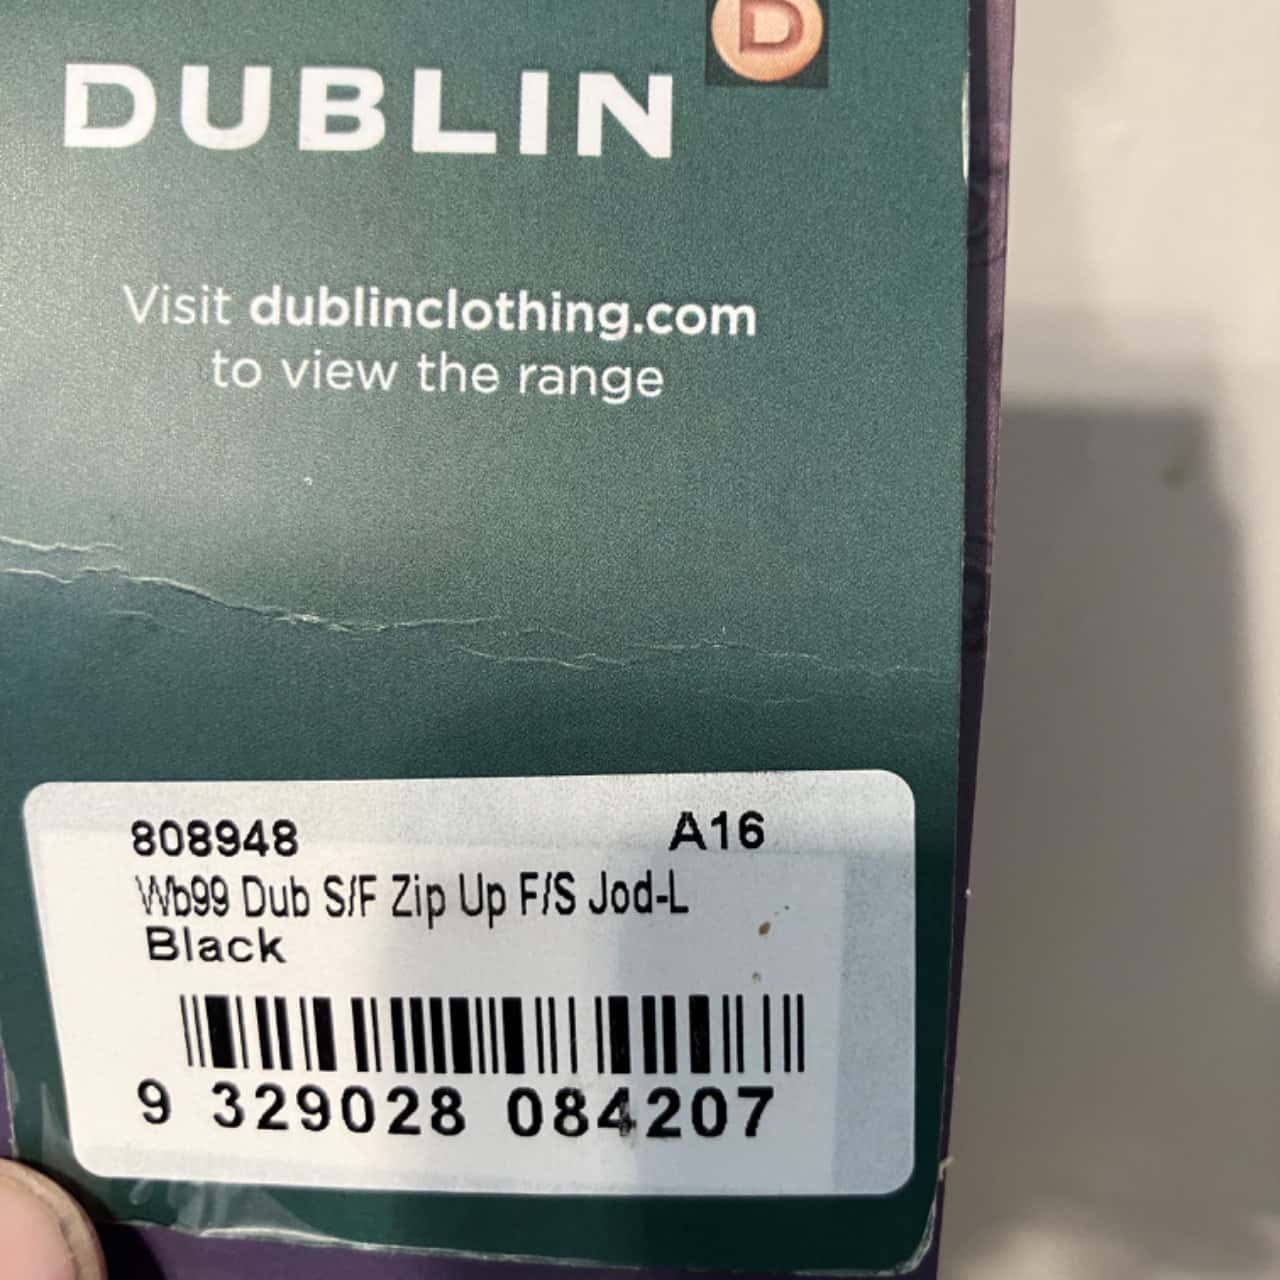 D
DUBLIN
Visit dublinclothing.com
to view the range
808948 A16
Wb99 Dub S/F Zip Up F/S Jod-L
Black
9 329028 084207